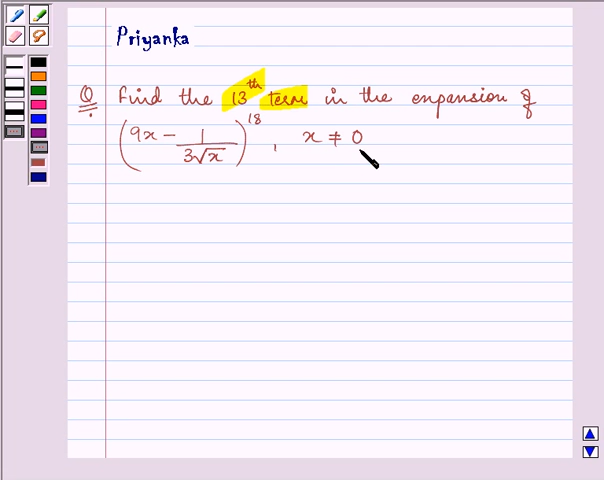 Priyanka
Q. Find the 13th term in the expansion of
(9x - 1/(3√x))^18, x ≠ 0